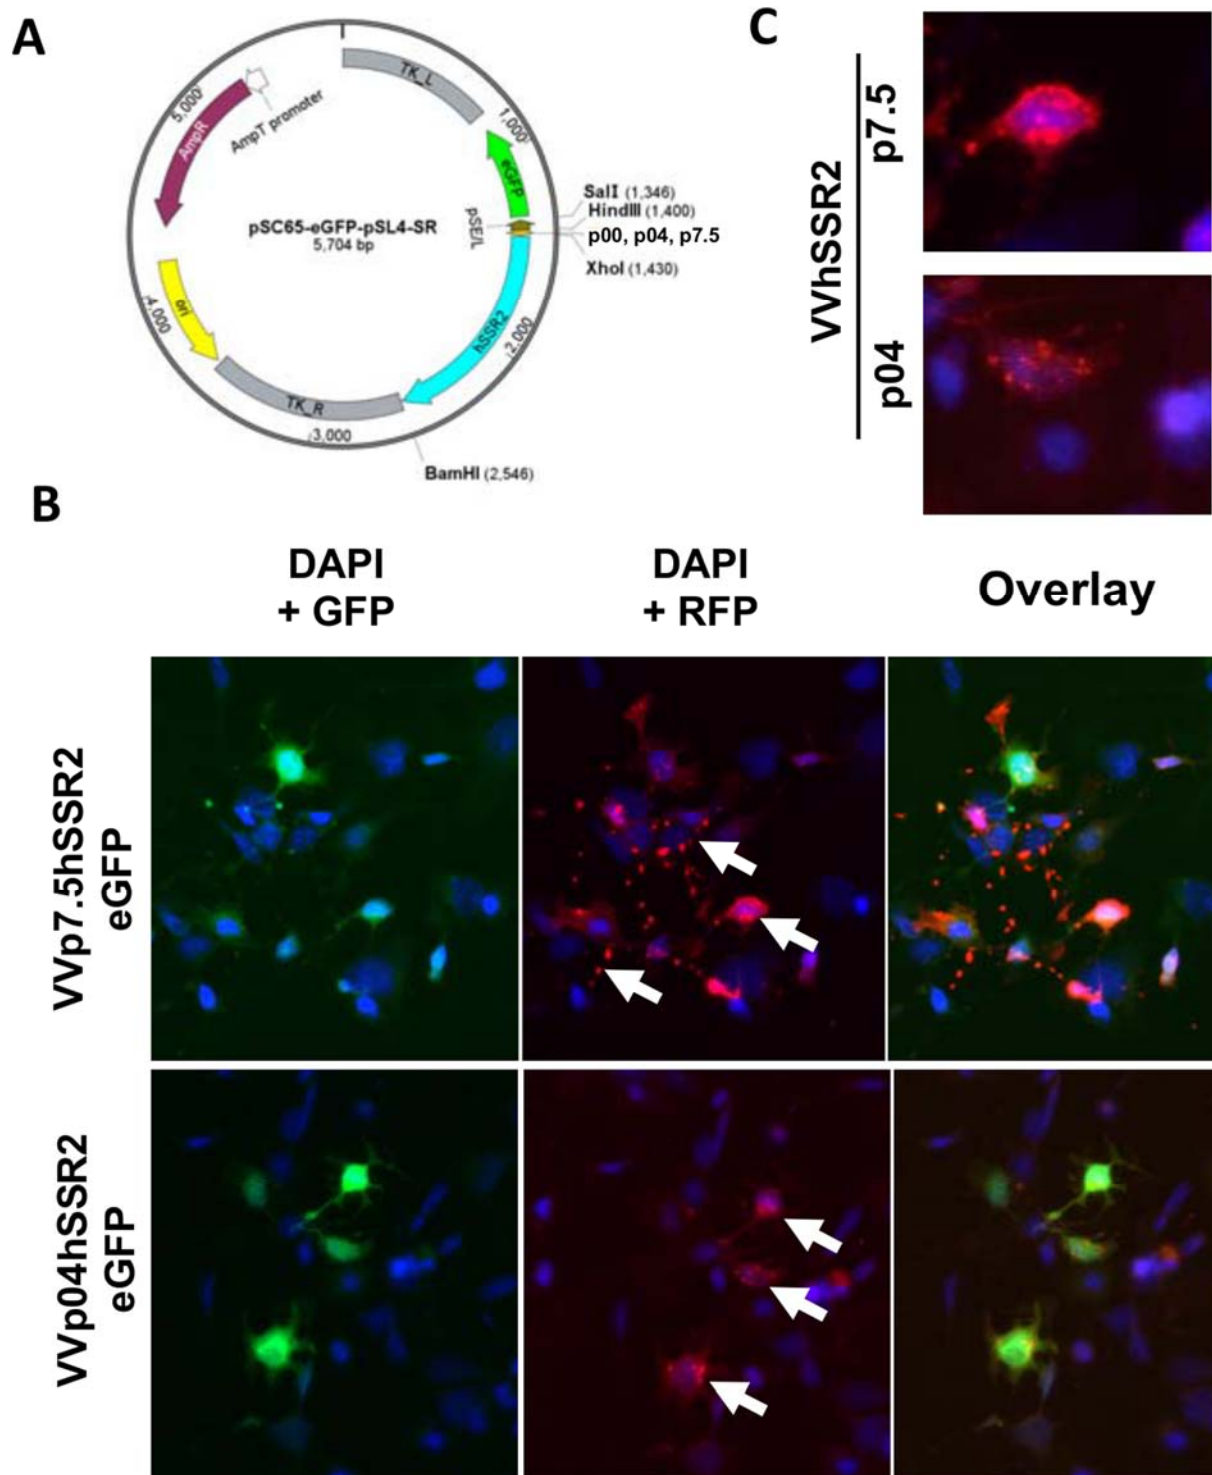 A
TK_L
1,000
eGFP
SalI (1,346)
HindIII (1,400)
p00, p04, p7.5
XhoI (1,430)
pSE/L
hSSR2
2,000
BamHI (2,546)
3,000
TK_R
ori
4,000
AmpR
5,000
AmpT promoter
pSC65-eGFP-pSL4-SR
5,704 bp
C
VVhSSR2
p7.5
p04
B
DAPI
+ GFP
DAPI
+ RFP
Overlay
VVp7.5hSSR2
eGFP
VVp04hSSR2
eGFP